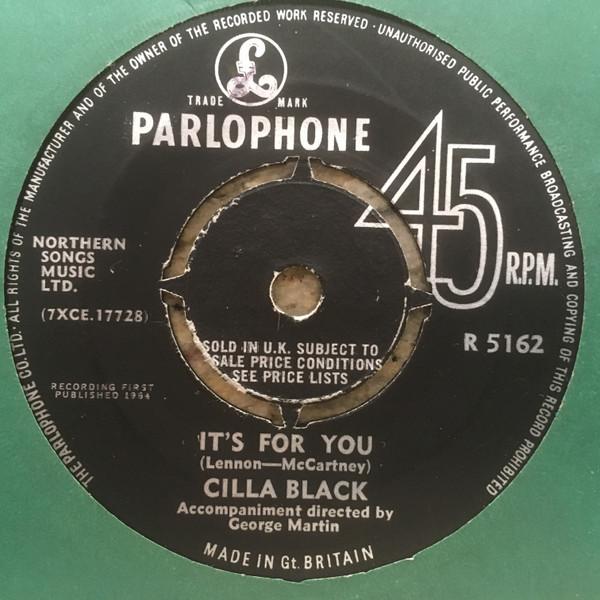 THE PARLOPHONE CO.LTD. · ALL RIGHTS OF THE MANUFACTURER AND OF THE OWNER OF THE RECORDED WORK RESERVED · UNAUTHORISED PUBLIC PERFORMANCE BROADCASTING AND COPYING OF THIS RECORD PROHIBITED
£
TRADE MARK
PARLOPHONE
45 R.P.M.
NORTHERN
SONGS
MUSIC
LTD.
(7XCE.17728)
R 5162
SOLD IN U.K. SUBJECT TO
SALE PRICE CONDITIONS
SEE PRICE LISTS
RECORDING FIRST
PUBLISHED 1964
IT'S FOR YOU
(Lennon—McCartney)
CILLA BLACK
Accompaniment directed by
George Martin
MADE IN Gt. BRITAIN